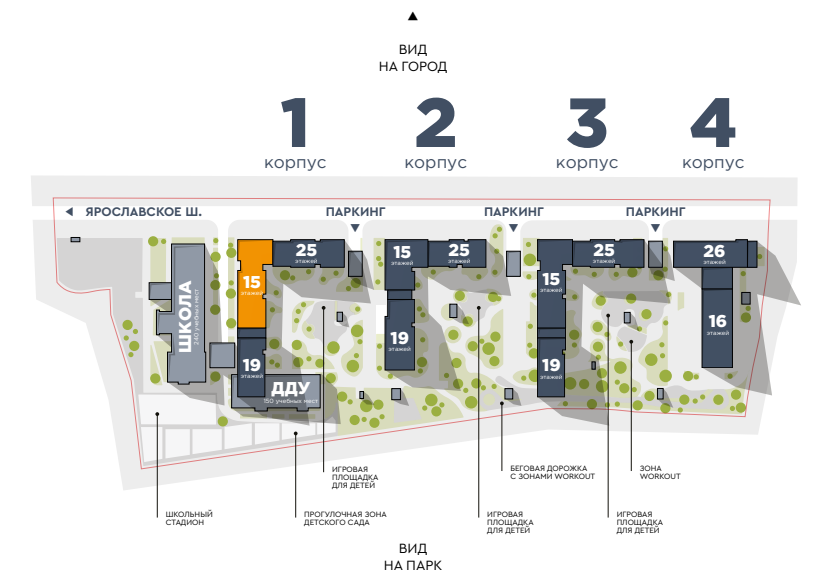 ВИД
НА ГОРОД
1
корпус
2
корпус
3
корпус
4
корпус
ЯРОСЛАВСКОЕ Ш.
ПАРКИНГ
ПАРКИНГ
ПАРКИНГ
25
этажей
15
этажей
25
этажей
25
этажей
26
этажей
15
этажей
15
этажей
ШКОЛА
240 учебных мест
16
этажей
19
этажей
19
этажей
19
этажей
ДДУ
150 учебных мест
ИГРОВАЯ
ПЛОЩАДКА
ДЛЯ ДЕТЕЙ
БЕГОВАЯ ДОРОЖКА
С ЗОНАМИ WORKOUT
ЗОНА
WORKOUT
ШКОЛЬНЫЙ
СТАДИОН
ПРОГУЛОЧНАЯ ЗОНА
ДЕТСКОГО САДА
ИГРОВАЯ
ПЛОЩАДКА
ДЛЯ ДЕТЕЙ
ИГРОВАЯ
ПЛОЩАДКА
ДЛЯ ДЕТЕЙ
ВИД
НА ПАРК